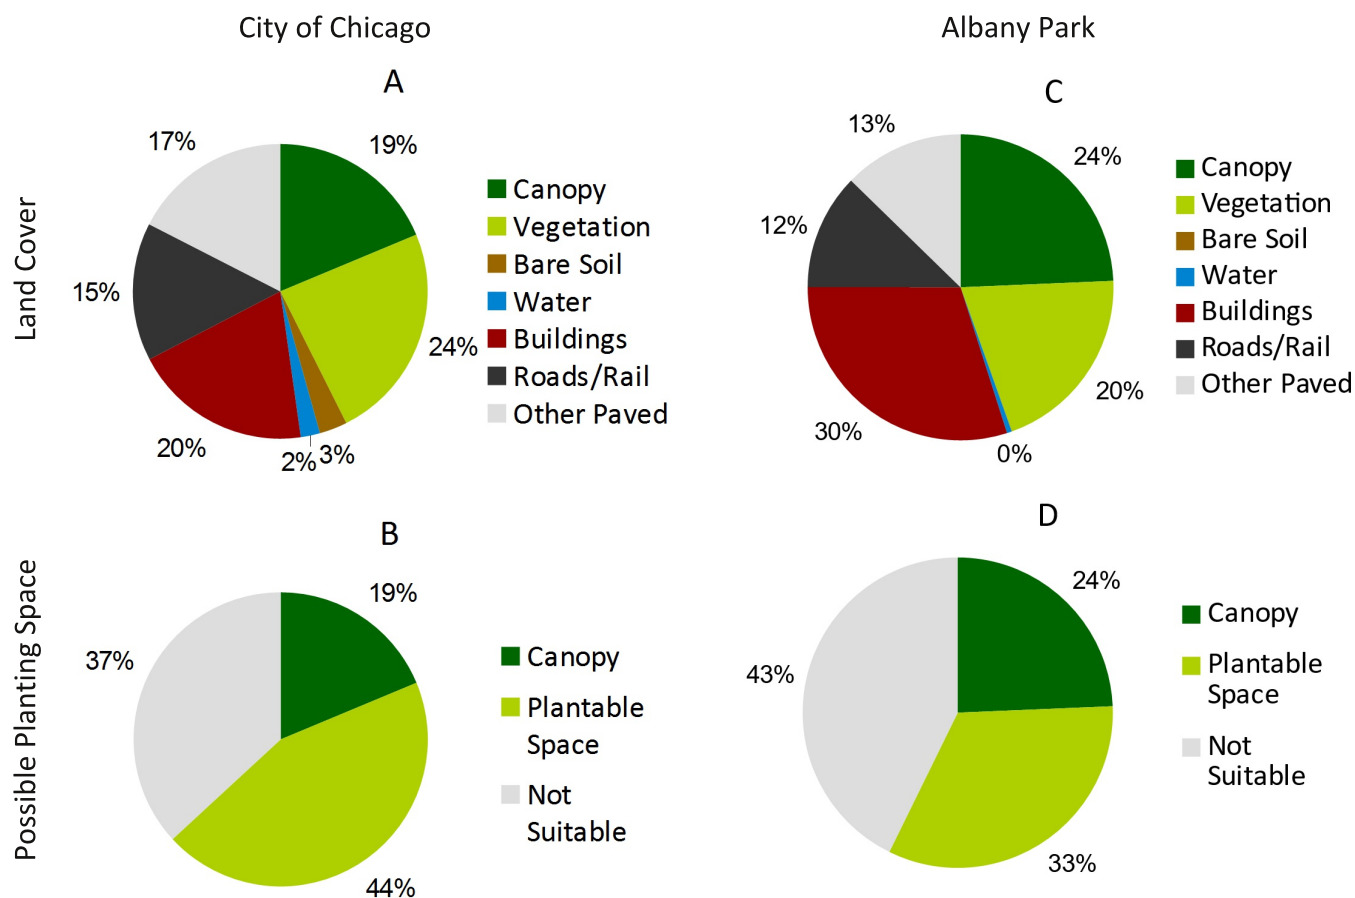 City of Chicago
Albany Park
Land Cover
A
17%
19%
15%
24%
20%
2%
3%
Canopy
Vegetation
Bare Soil
Water
Buildings
Roads/Rail
Other Paved
C
13%
24%
12%
20%
30%
0%
Canopy
Vegetation
Bare Soil
Water
Buildings
Roads/Rail
Other Paved
Possible Planting Space
B
19%
37%
44%
Canopy
Plantable
Space
Not
Suitable
D
24%
43%
33%
Canopy
Plantable
Space
Not
Suitable